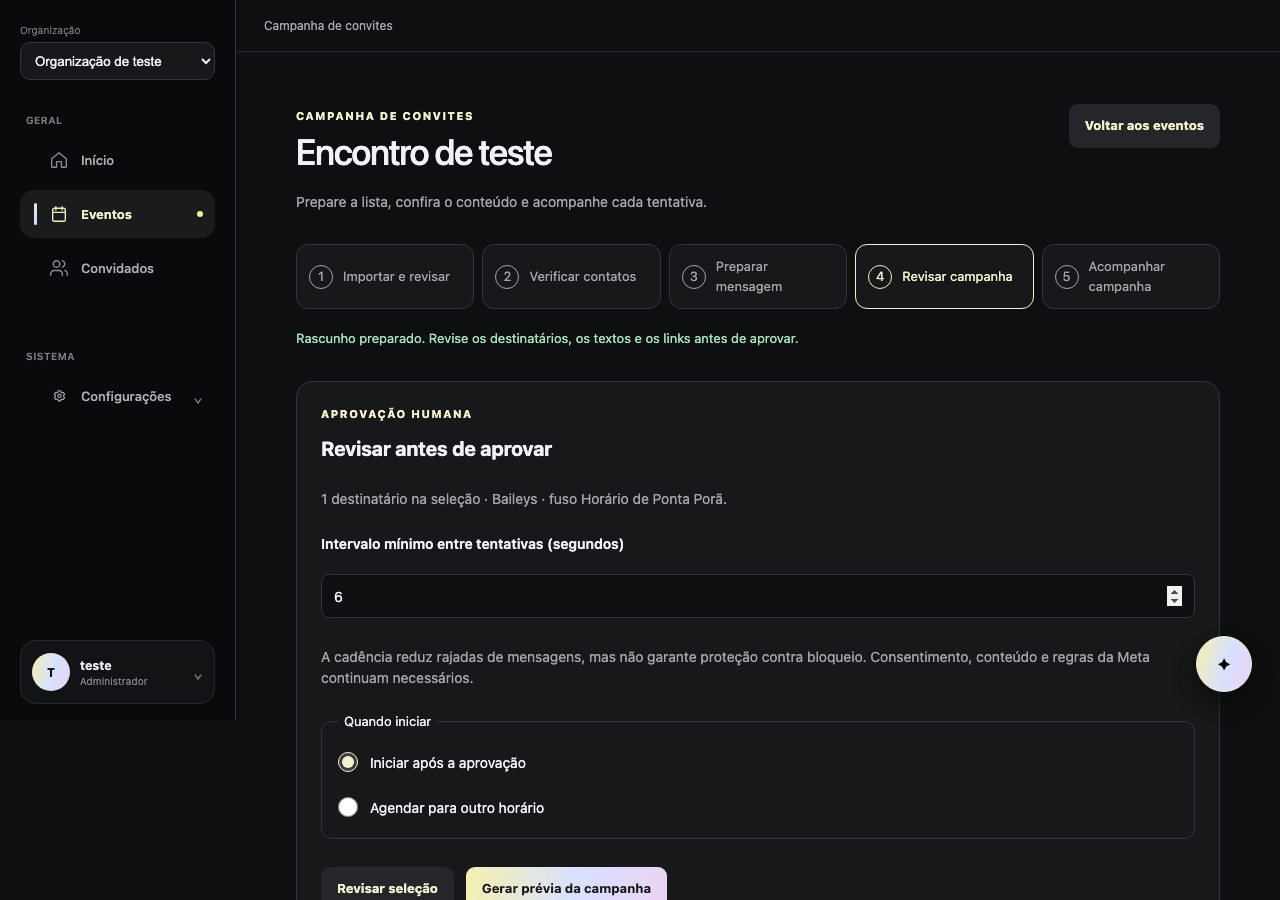 Organização
Organização de teste
GERAL
Início
Eventos
Convidados
SISTEMA
Configurações
T
teste
Administrador
Campanha de convites
CAMPANHA DE CONVITES
Encontro de teste
Voltar aos eventos
Prepare a lista, confira o conteúdo e acompanhe cada tentativa.
1 Importar e revisar
2 Verificar contatos
3 Preparar
mensagem
4 Revisar campanha
5 Acompanhar
campanha
Rascunho preparado. Revise os destinatários, os textos e os links antes de aprovar.
APROVAÇÃO HUMANA
Revisar antes de aprovar
1 destinatário na seleção · Baileys · fuso Horário de Ponta Porã.
Intervalo mínimo entre tentativas (segundos)
6
A cadência reduz rajadas de mensagens, mas não garante proteção contra bloqueio. Consentimento, conteúdo e regras da Meta
continuam necessários.
Quando iniciar
Iniciar após a aprovação
Agendar para outro horário
Revisar seleção
Gerar prévia da campanha